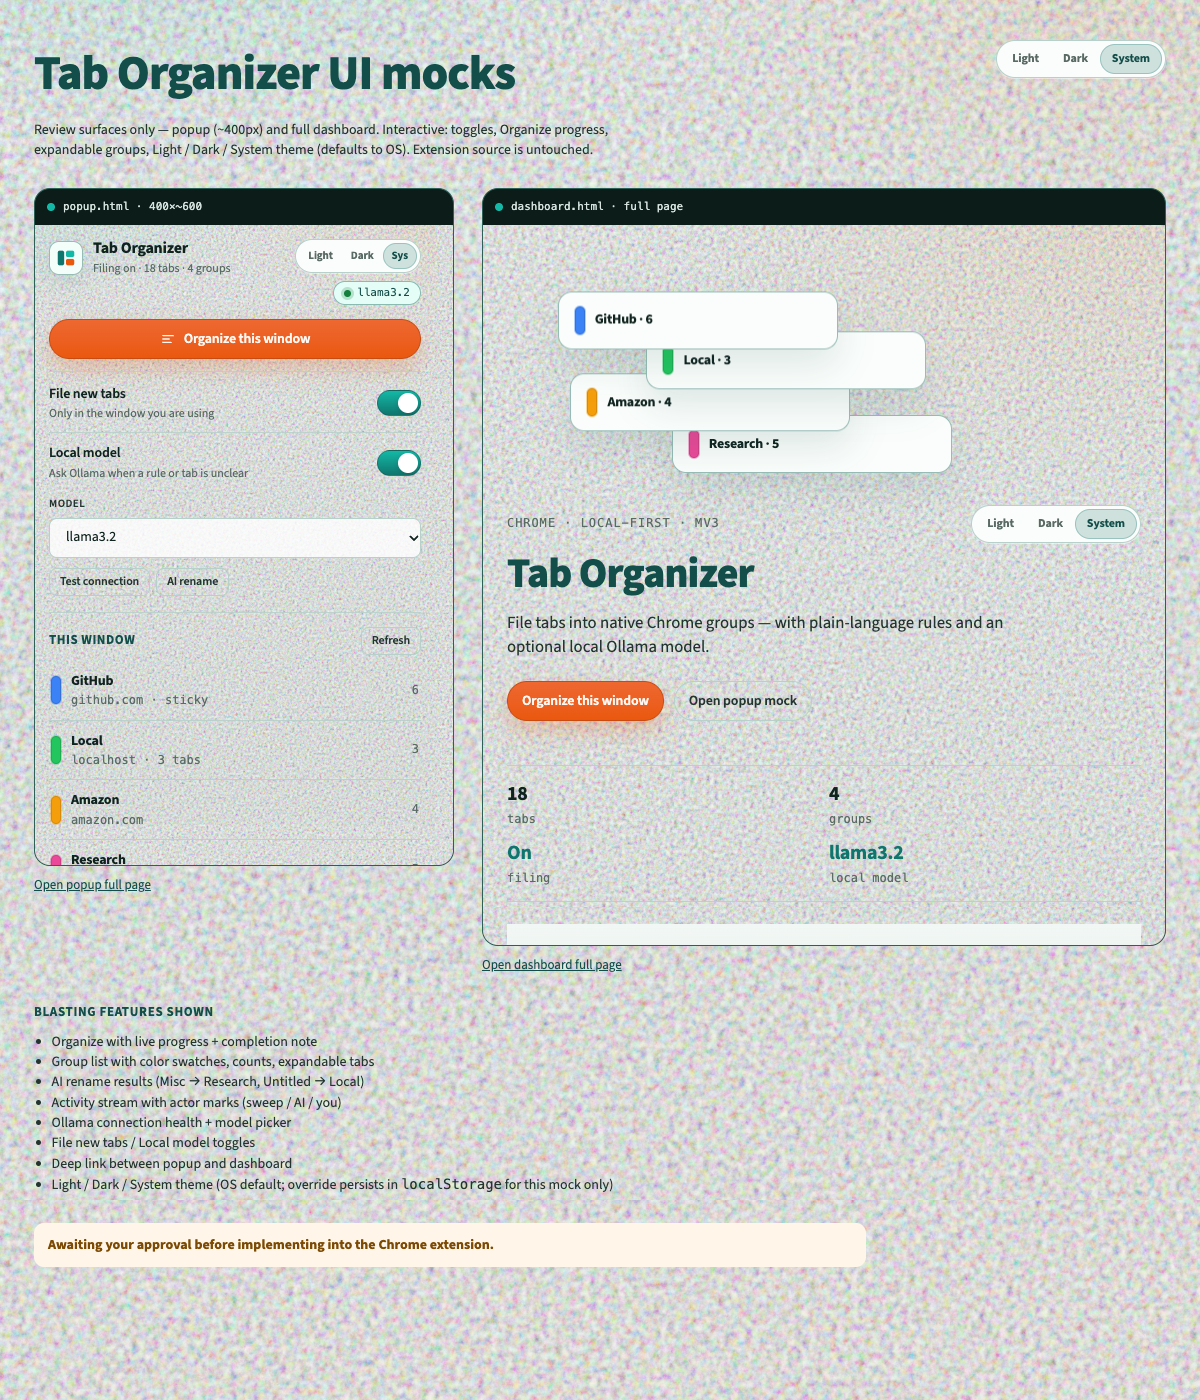 Tab Organizer UI mocks
Light Dark System
Review surfaces only — popup (~400px) and full dashboard. Interactive: toggles, Organize progress,
expandable groups, Light / Dark / System theme (defaults to OS). Extension source is untouched.
popup.html · 400×~600
Tab Organizer
Filing on · 18 tabs · 4 groups
Light Dark Sys
llama3.2
Organize this window
File new tabs
Only in the window you are using
Local model
Ask Ollama when a rule or tab is unclear
MODEL
llama3.2
Test connection AI rename
THIS WINDOW Refresh
GitHub
github.com · sticky
6
Local
localhost · 3 tabs
3
Amazon
amazon.com
4
Research
Open popup full page
dashboard.html · full page
GitHub · 6
Local · 3
Amazon · 4
Research · 5
CHROME · LOCAL-FIRST · MV3
Light Dark System
Tab Organizer
File tabs into native Chrome groups — with plain-language rules and an
optional local Ollama model.
Organize this window Open popup mock
18
tabs
4
groups
On
filing
llama3.2
local model
Open dashboard full page
BLASTING FEATURES SHOWN
Organize with live progress + completion note
Group list with color swatches, counts, expandable tabs
AI rename results (Misc → Research, Untitled → Local)
Activity stream with actor marks (sweep / AI / you)
Ollama connection health + model picker
File new tabs / Local model toggles
Deep link between popup and dashboard
Light / Dark / System theme (OS default; override persists in localStorage for this mock only)
Awaiting your approval before implementing into the Chrome extension.